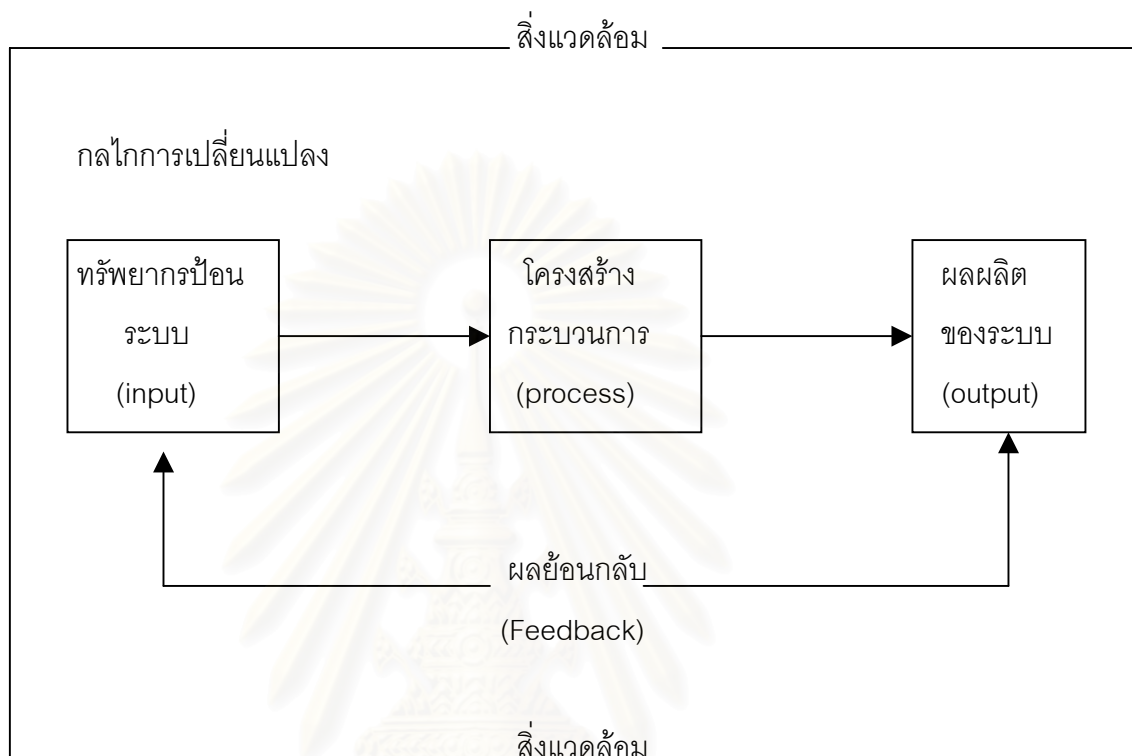 สิ่งแวดล้อม
กลไกการเปลี่ยนแปลง
ทรัพยากรป้อน
ระบบ
(input)
โครงสร้าง
กระบวนการ
(process)
ผลผลิต
ของระบบ
(output)
ผลย้อนกลับ
(Feedback)
สิ่งแวดล้อม